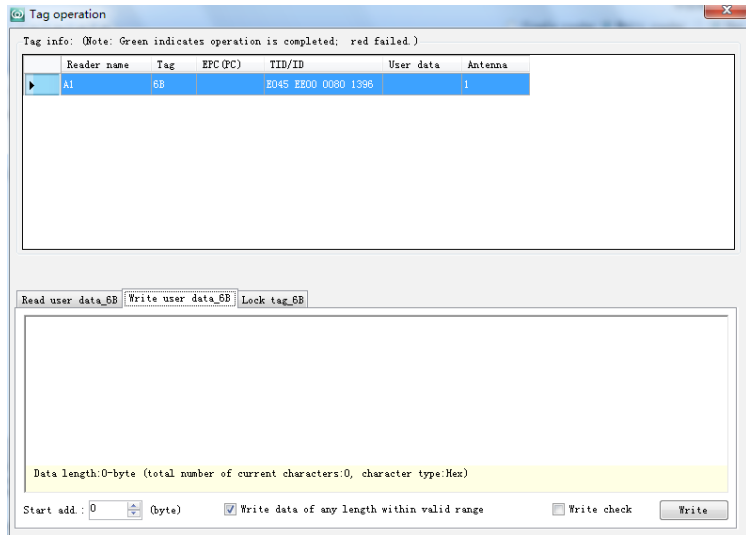 Tag operation
Tag info: (Note: Green indicates operation is completed; red failed.)
Reader name Tag EPC(PC) TID/ID User data Antenna
A1 6B E045 EE00 0080 1396 1
Read user data_6B Write user data_6B Lock tag_6B
Data length:0-byte (total number of current characters:0, character type:Hex)
Start add.: 0 (byte) Write data of any length within valid range Write check Write